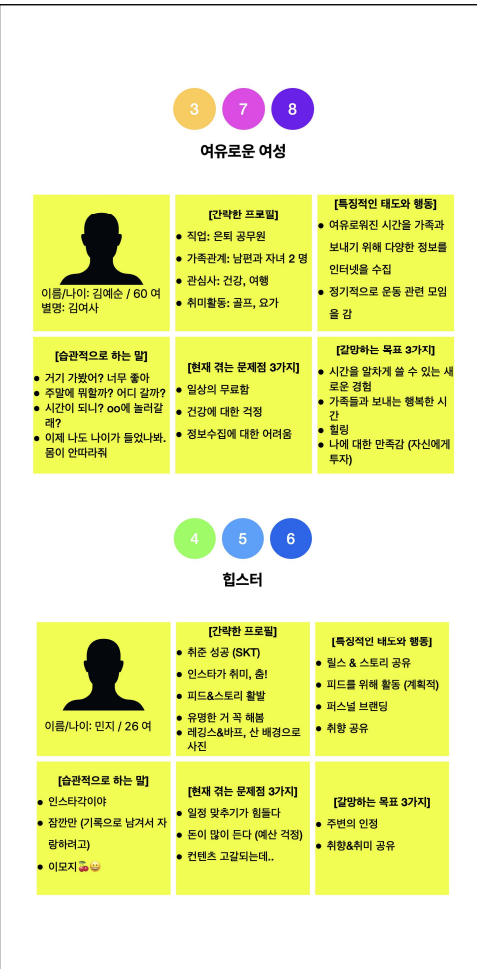 3 7 8
여유로운 여성
이름/나이: 김예순 / 60 여
별명: 김여사
[간략한 프로필]
● 직업: 은퇴 공무원
● 가족관계: 남편과 자녀 2 명
● 관심사: 건강, 여행
● 취미활동: 골프, 요가
[특징적인 태도와 행동]
● 여유로워진 시간을 가족과
보내기 위해 다양한 정보를
인터넷을 수집
● 정기적으로 운동 관련 모임
을 감
[습관적으로 하는 말]
● 거기 가봤어? 너무 좋아
● 주말에 뭐할까? 어디 갈까?
● 시간이 되니? oo에 놀러갈
래?
● 이제 나도 나이가 들었나봐.
몸이 안따라줘
[현재 겪는 문제점 3가지]
● 일상의 무료함
● 건강에 대한 걱정
● 정보수집에 대한 어려움
[갈망하는 목표 3가지]
● 시간을 알차게 쓸 수 있는 새
로운 경험
● 가족들과 보내는 행복한 시
간
● 힐링
● 나에 대한 만족감 (자신에게
투자)
4 5 6
힙스터
이름/나이: 민지 / 26 여
[간략한 프로필]
● 취준 성공 (SKT)
● 인스타가 취미, 춤!
● 피드&스토리 활발
● 유명한 거 꼭 해봄
● 레깅스&바프, 산 배경으로
사진
[특징적인 태도와 행동]
● 릴스 & 스토리 공유
● 피드를 위해 활동 (계획적)
● 퍼스널 브랜딩
● 취향 공유
[습관적으로 하는 말]
● 인스타각이야
● 잠깐만 (기록으로 남겨서 자
랑하려고)
● 이모지🍒😀
[현재 겪는 문제점 3가지]
● 일정 맞추기가 힘들다
● 돈이 많이 든다 (예산 걱정)
● 컨텐츠 고갈되는데..
[갈망하는 목표 3가지]
● 주변의 인정
● 취향&취미 공유